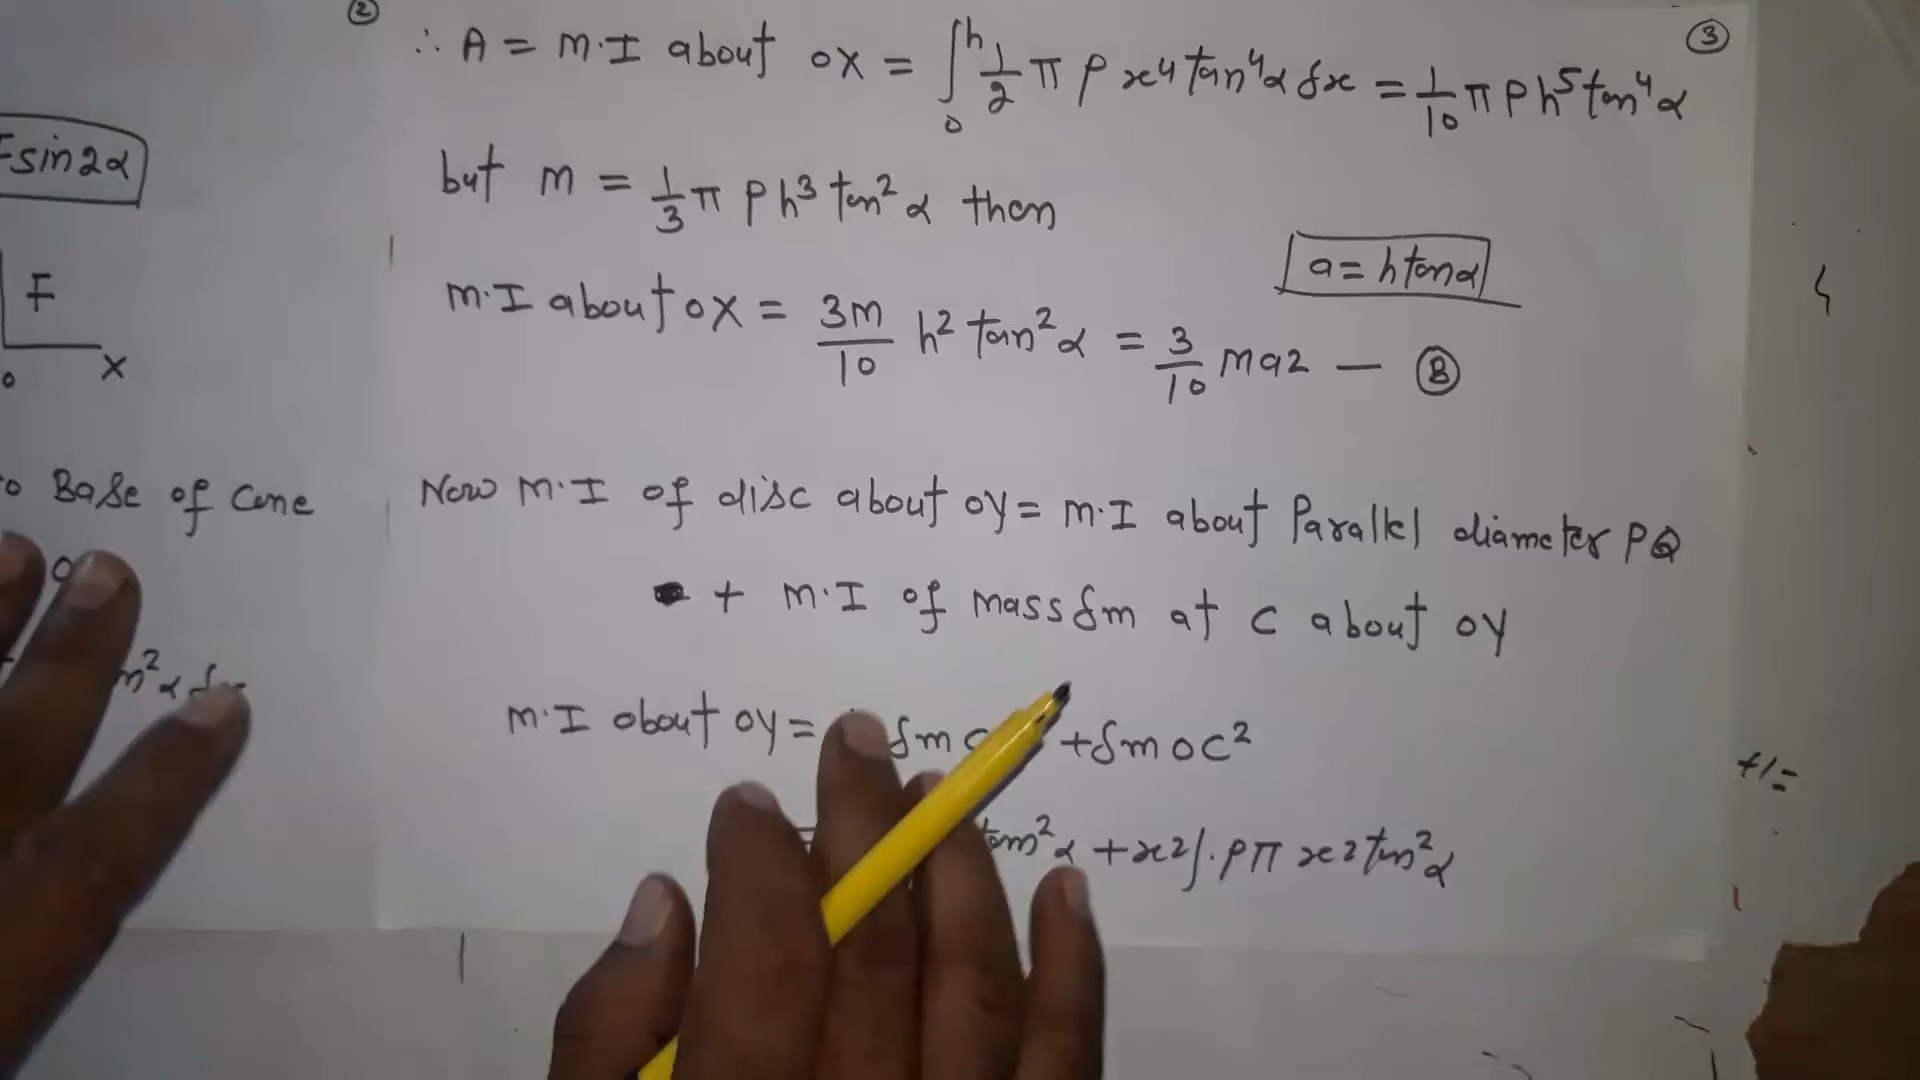 ②
③
∴ A = M.I about OX = ∫₀ʰ 1/2 π ρ x⁴ tan⁴α δx = 1/10 π ρ h⁵ tan⁴α
sin2α
but M = 1/3 π ρ h³ tan²α then
a = h tanα
F
M.I about OX = 3M/10 h² tan²α = 3/10 Ma2 — Ⓑ
X
o
Base of Cone
Now M.I of disc about OY = M.I about Parallel diameter PQ
+ M.I of mass δm at C about OY
n²α
M.I about OY = δm + δm OC²
+/=
tan²α + x2}. ρπ x2 tan²α